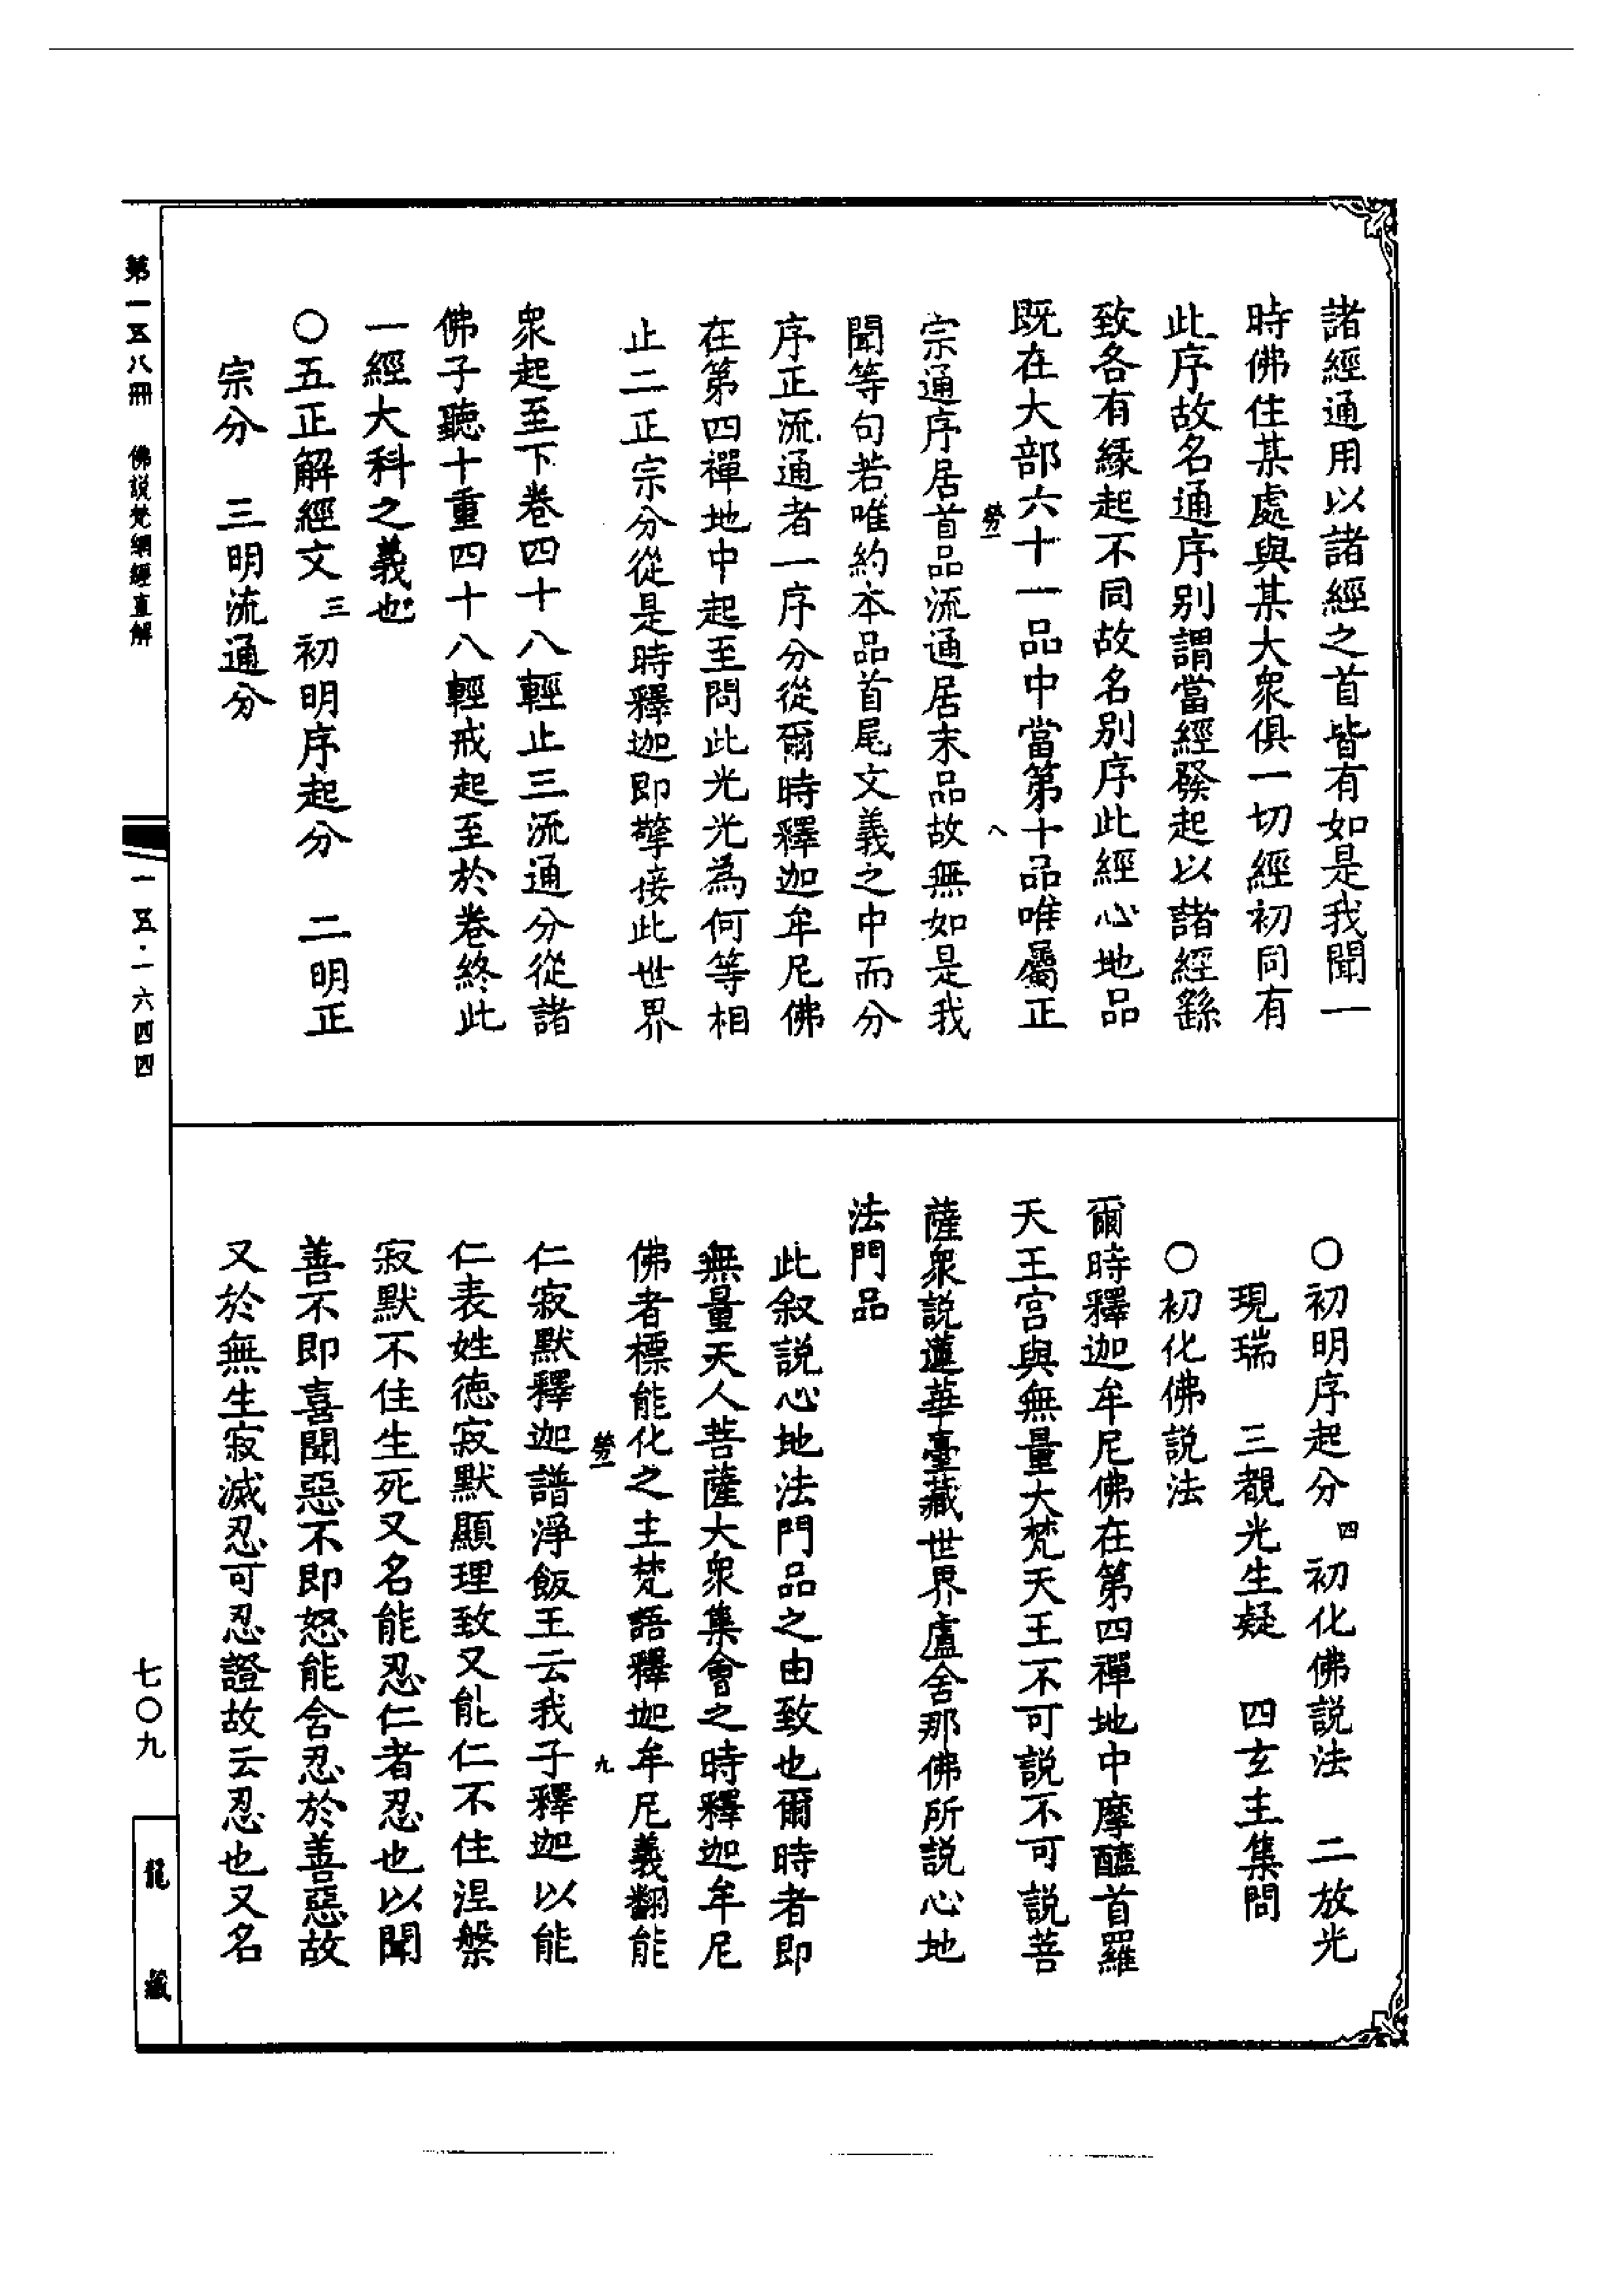 諸經通用以諸經之首皆有如是我聞一
時佛住某處與某大衆俱一切經初同有
此序故名通序別謂當經發起以諸經繇
致各有緣起不同故名別序此經心地品
既在大部六十一品中當第十品唯屬正
勞一
八
宗通序居首品流通居末品故無如是我
聞等句若唯約本品首尾文義之中而分
序正流通者一序分從爾時釋迦牟尼佛
在第四禪地中起至問此光光為何等相
止二正宗分從是時釋迦即擎接此世界
衆起至下卷四十八輕止三流通分從諸
佛子聽十重四十八輕戒起至於卷終此
一經大科之義也
〇五正解經文三初明序起分 二明正
宗分 三明流通分
〇初明序起分四初化佛說法 二放光
現瑞 三覩光生疑 四玄主集問
〇初化佛說法
爾時釋迦牟尼佛在第四禪地中摩醯首羅
天王宮與無量大梵天王不可說不可說菩
薩衆說蓮華臺藏世界盧舍那佛所說心地
法門品
此叙說心地法門品之由致也爾時者即
無量天人菩薩大衆集會之時釋迦牟尼
佛者標能化之主梵語釋迦牟尼義翻能
勞一
九
仁寂默釋迦譜淨飯王云我子釋迦以能
仁表姓德寂默顯理致又能仁不住涅槃
寂默不住生死又名能忍仁者忍也以聞
善不即喜聞惡不即怒能含忍於善惡故
又於無生寂滅忍可忍證故云忍也又名
第一五八冊 佛説梵網經直解
一五·一六四四
七〇九
龍藏